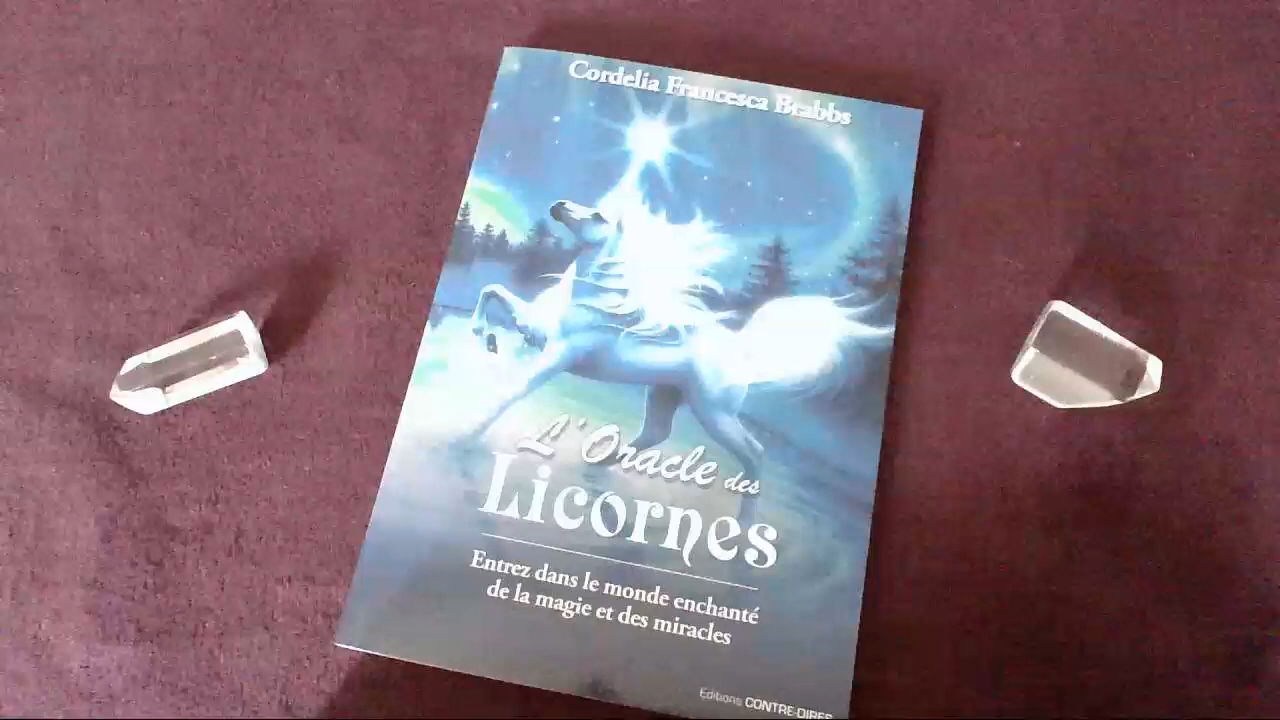 Cordelia Francesca Brabbs
L'Oracle des
Licornes
Entrez dans le monde enchanté
de la magie et des miracles
Editions CONTRE-DIRES